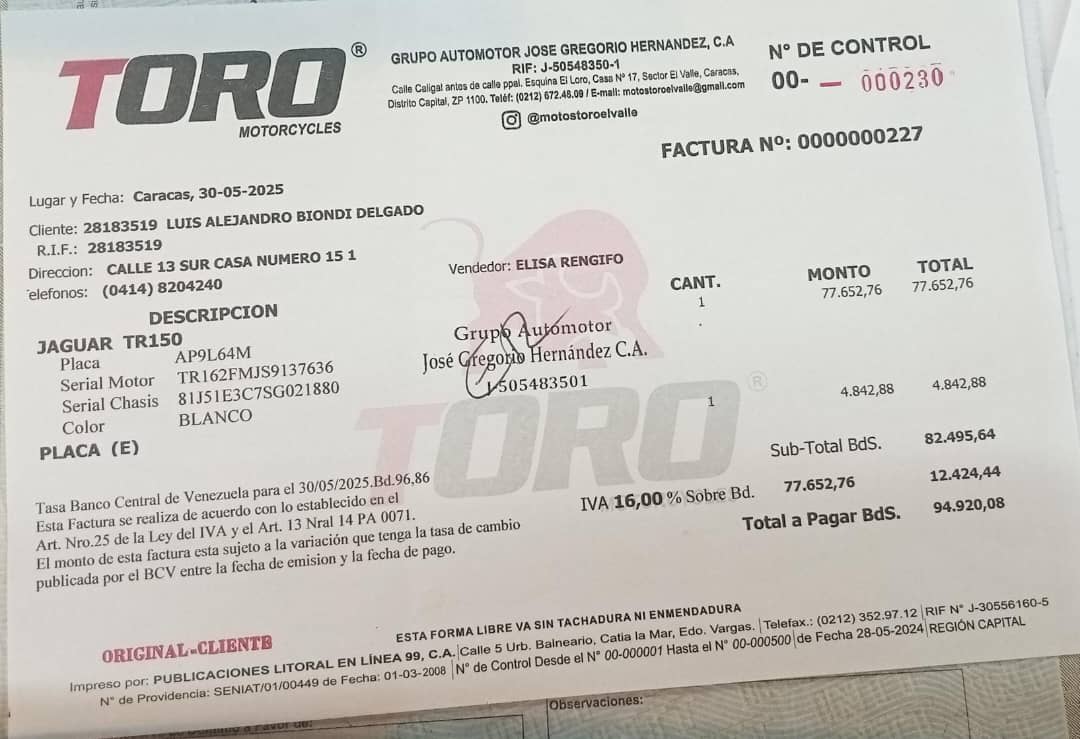 TORO ®
MOTORCYCLES
GRUPO AUTOMOTOR JOSE GREGORIO HERNANDEZ, C.A
RIF: J-50548350-1
Calle Caligal antes de calle ppal. Esquina El Loro, Casa Nº 17, Sector El Valle, Caracas,
Distrito Capital, ZP 1100. Teléf: (0212) 672.48.09 / E-mail: motostoroelvalle@gmail.com
@motostoroelvalle
Nº DE CONTROL
00- – 000230
FACTURA Nº: 0000000227
Lugar y Fecha: Caracas, 30-05-2025
Cliente: 28183519 LUIS ALEJANDRO BIONDI DELGADO
R.I.F.: 28183519
Direccion: CALLE 13 SUR CASA NUMERO 15 1
elefonos: (0414) 8204240
Vendedor: ELISA RENGIFO
DESCRIPCION CANT. MONTO TOTAL
JAGUAR TR150 1 77.652,76 77.652,76
Placa AP9L64M
Serial Motor TR162FMJS9137636
Serial Chasis 81J51E3C7SG021880
Color BLANCO
PLACA (E) 1 4.842,88 4.842,88
Grupo Automotor
José Gregorio Hernández C.A.
J-505483501
TORO ®
Sub-Total BdS. 82.495,64
IVA 16,00 % Sobre Bd. 77.652,76 12.424,44
Total a Pagar BdS. 94.920,08
Tasa Banco Central de Venezuela para el 30/05/2025.Bd.96,86
Esta Factura se realiza de acuerdo con lo establecido en el
Art. Nro.25 de la Ley del IVA y el Art. 13 Nral 14 PA 0071.
El monto de esta factura esta sujeto a la variación que tenga la tasa de cambio
publicada por el BCV entre la fecha de emision y la fecha de pago.
ORIGINAL-CLIENTE
ESTA FORMA LIBRE VA SIN TACHADURA NI ENMENDADURA
Impreso por: PUBLICACIONES LITORAL EN LÍNEA 99, C.A. | Calle 5 Urb. Balneario, Catia la Mar, Edo. Vargas. | Telefax.: (0212) 352.97.12 | RIF Nº J-30556160-5
Nº de Providencia: SENIAT/01/00449 de Fecha: 01-03-2008 | Nº de Control Desde el Nº 00-000001 Hasta el Nº 00-000500 | de Fecha 28-05-2024 | REGIÓN CAPITAL
Observaciones: